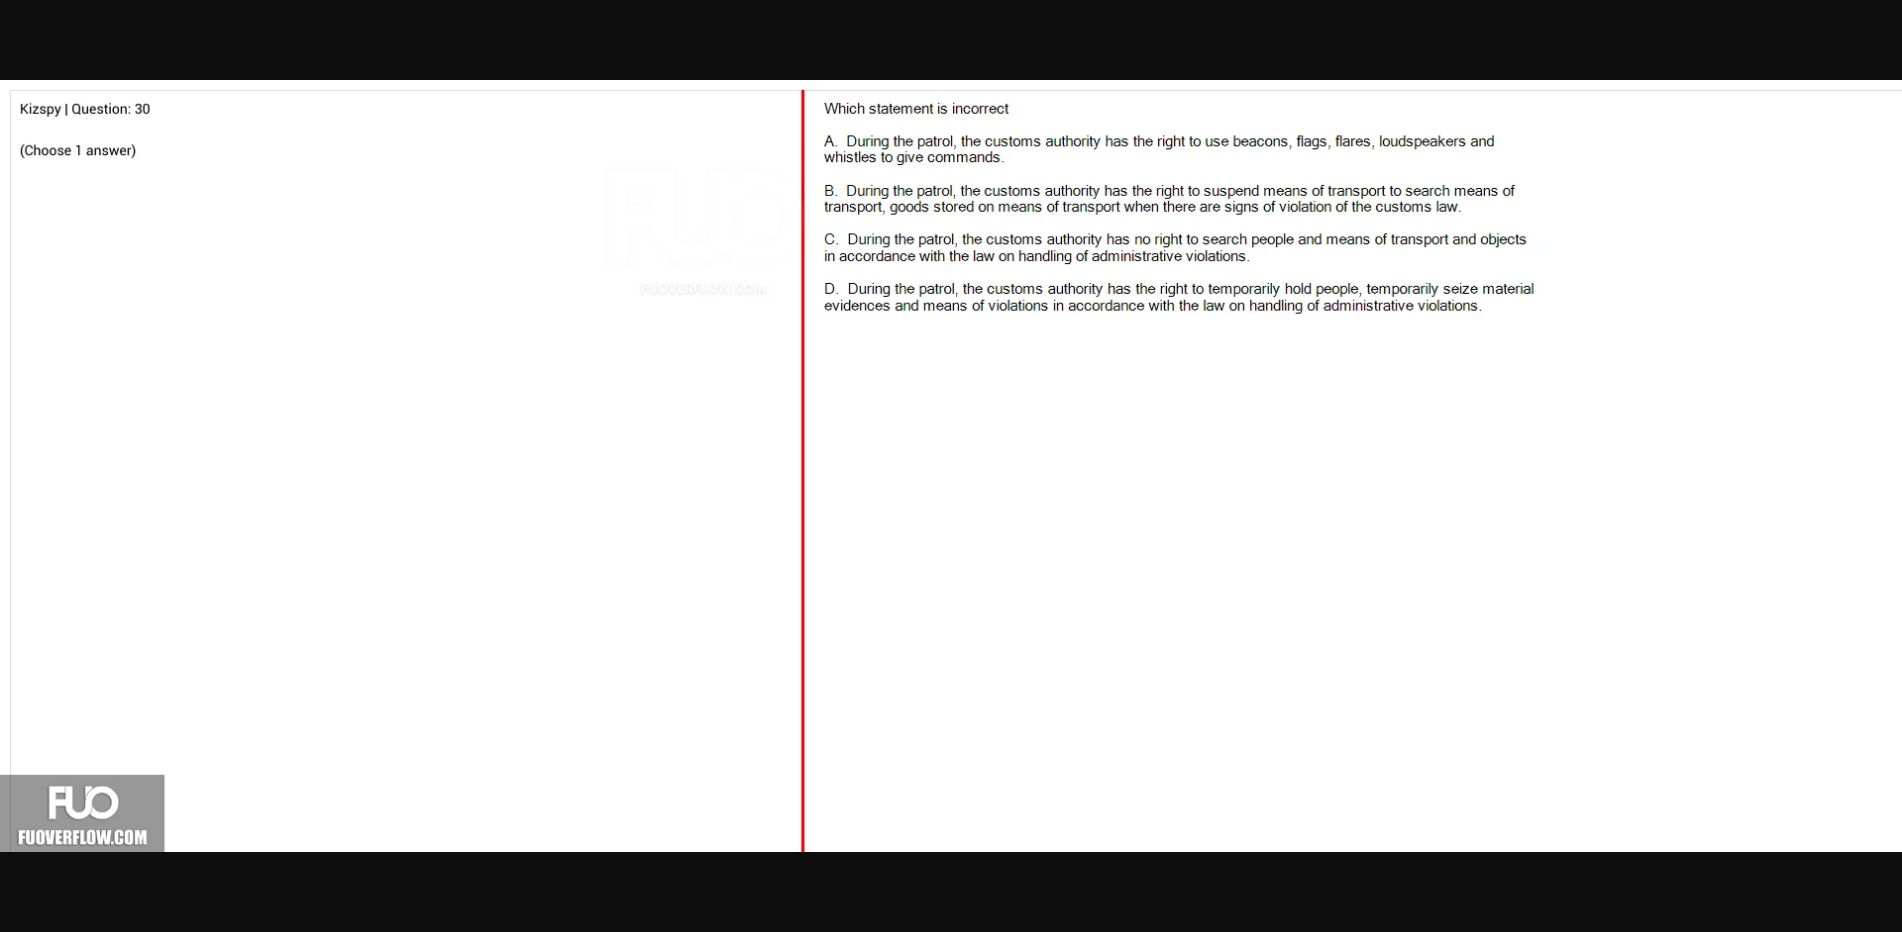 Kizspy | Question: 30
(Choose 1 answer)
FUO
FUOVERFLOW.COM
Which statement is incorrect
A. During the patrol, the customs authority has the right to use beacons, flags, flares, loudspeakers and
whistles to give commands.
B. During the patrol, the customs authority has the right to suspend means of transport to search means of
transport, goods stored on means of transport when there are signs of violation of the customs law.
C. During the patrol, the customs authority has no right to search people and means of transport and objects
in accordance with the law on handling of administrative violations.
D. During the patrol, the customs authority has the right to temporarily hold people, temporarily seize material
evidences and means of violations in accordance with the law on handling of administrative violations.
FUO
FUOVERFLOW.COM